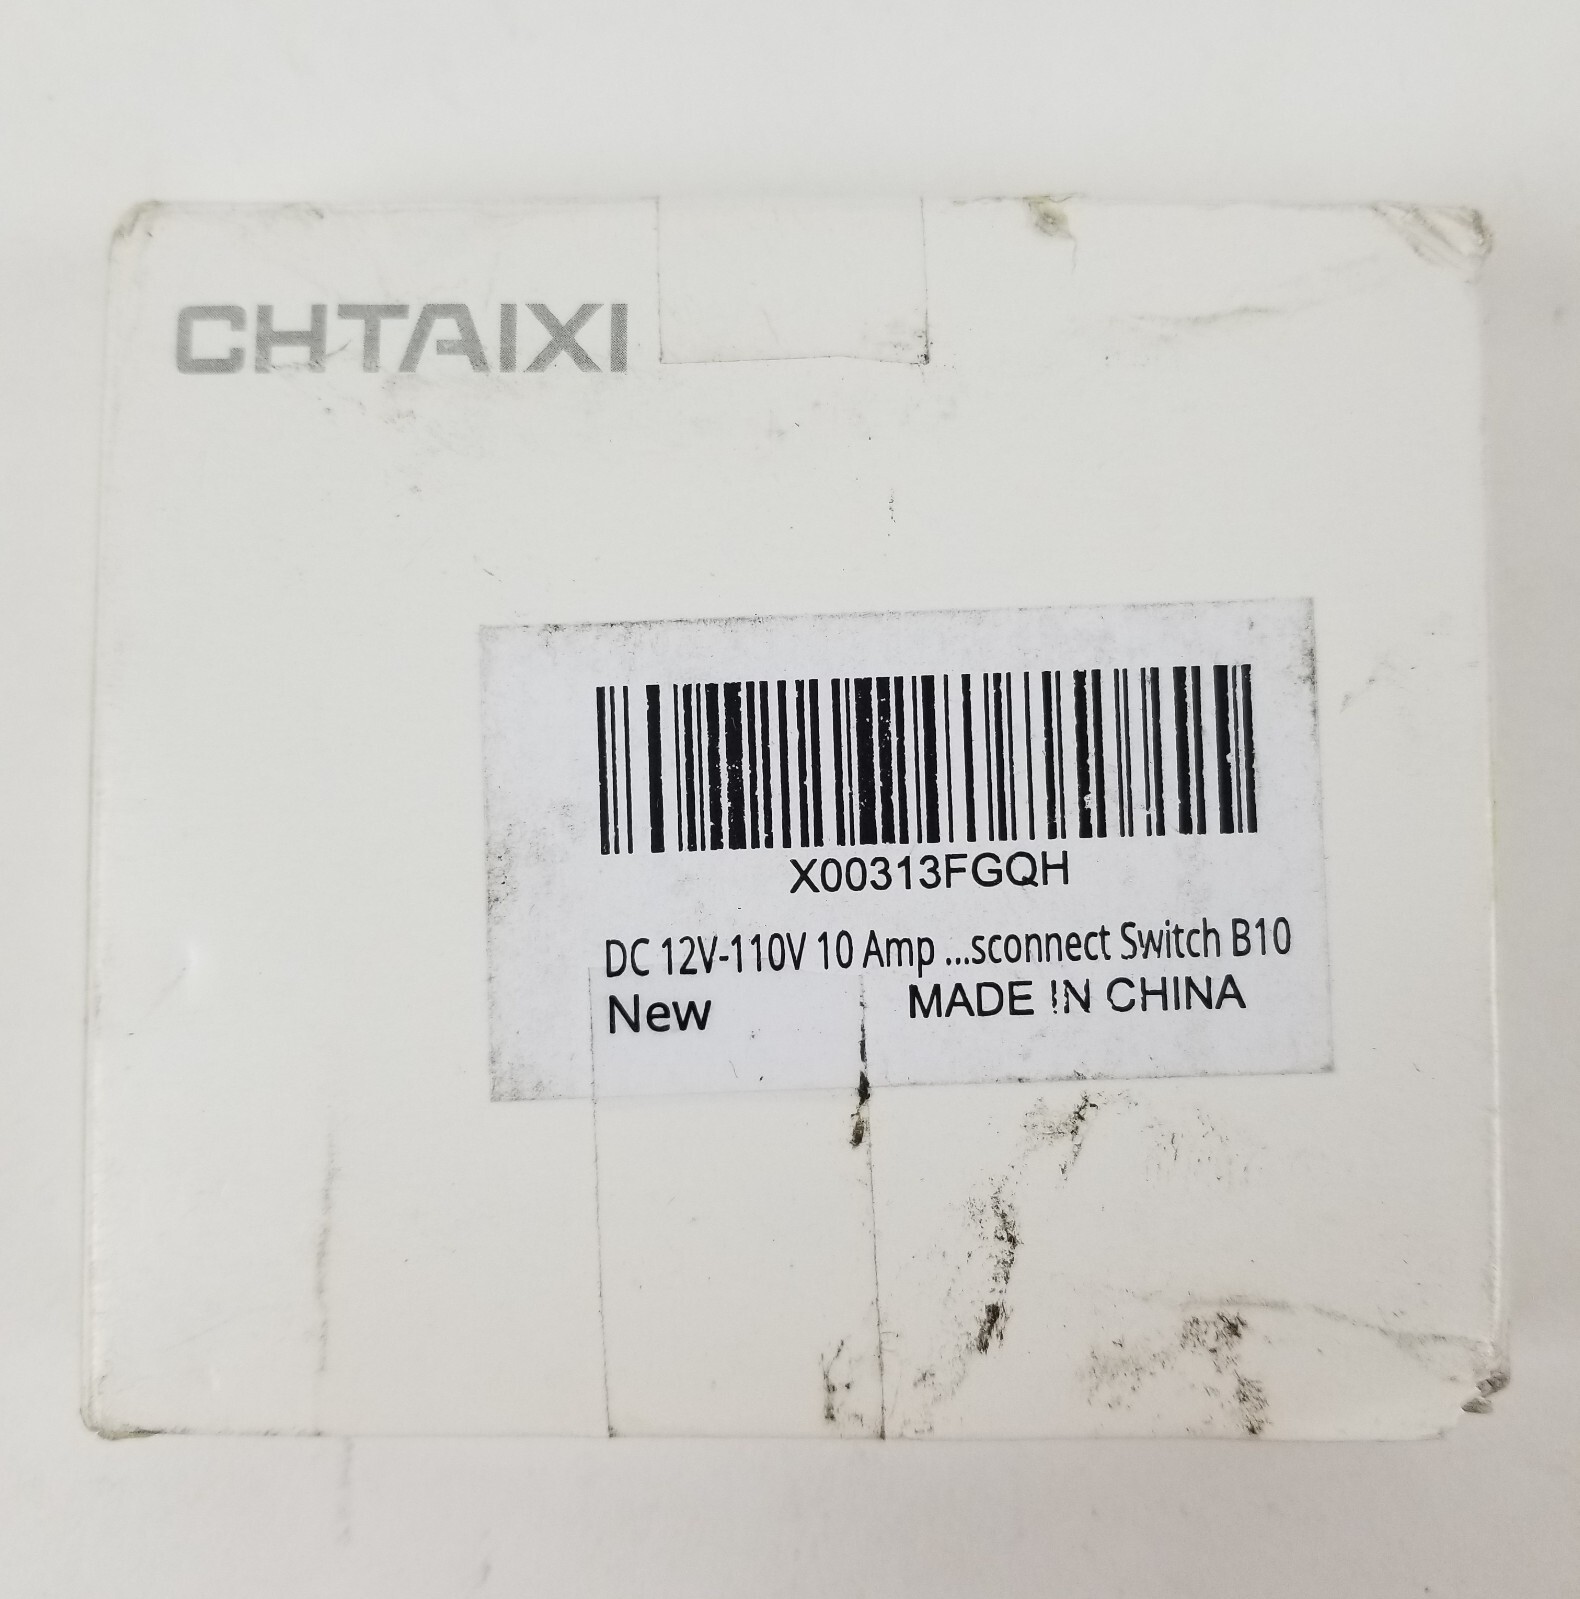 CHTAIXI
X00313FGQH
DC 12V-110V 10 Amp ...sconnect Switch B10
New
MADE IN CHINA